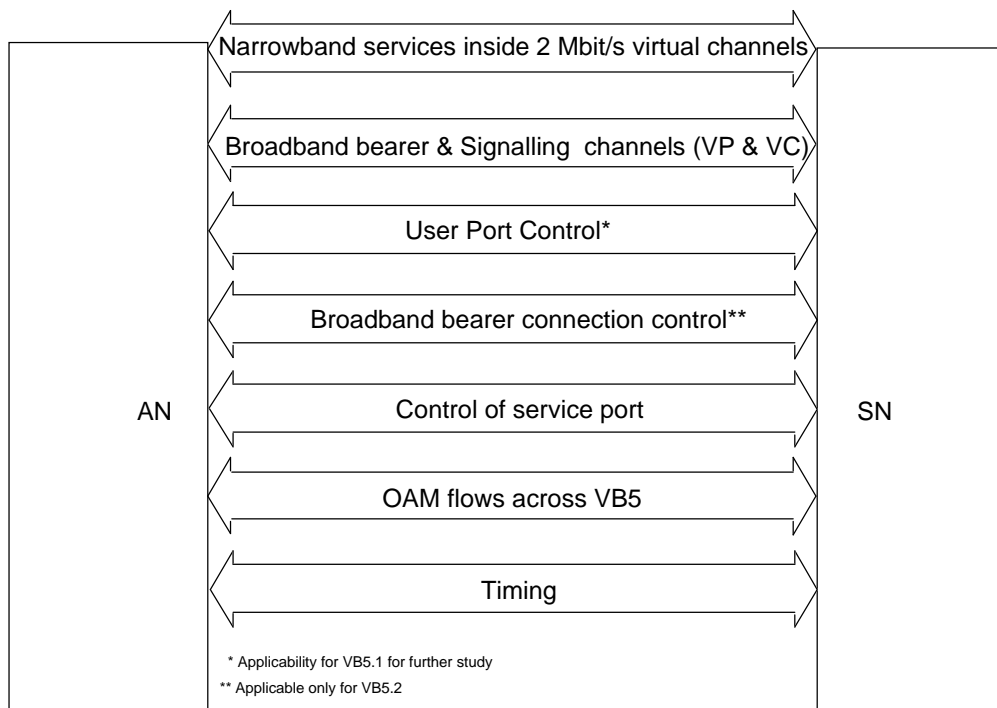 Narrowband services inside 2 Mbit/s virtual channels
Broadband bearer & Signalling channels (VP & VC)
User Port Control*
Broadband bearer connection control**
AN
Control of service port
SN
OAM flows across VB5
Timing
* Applicability for VB5.1 for further study
** Applicable only for VB5.2